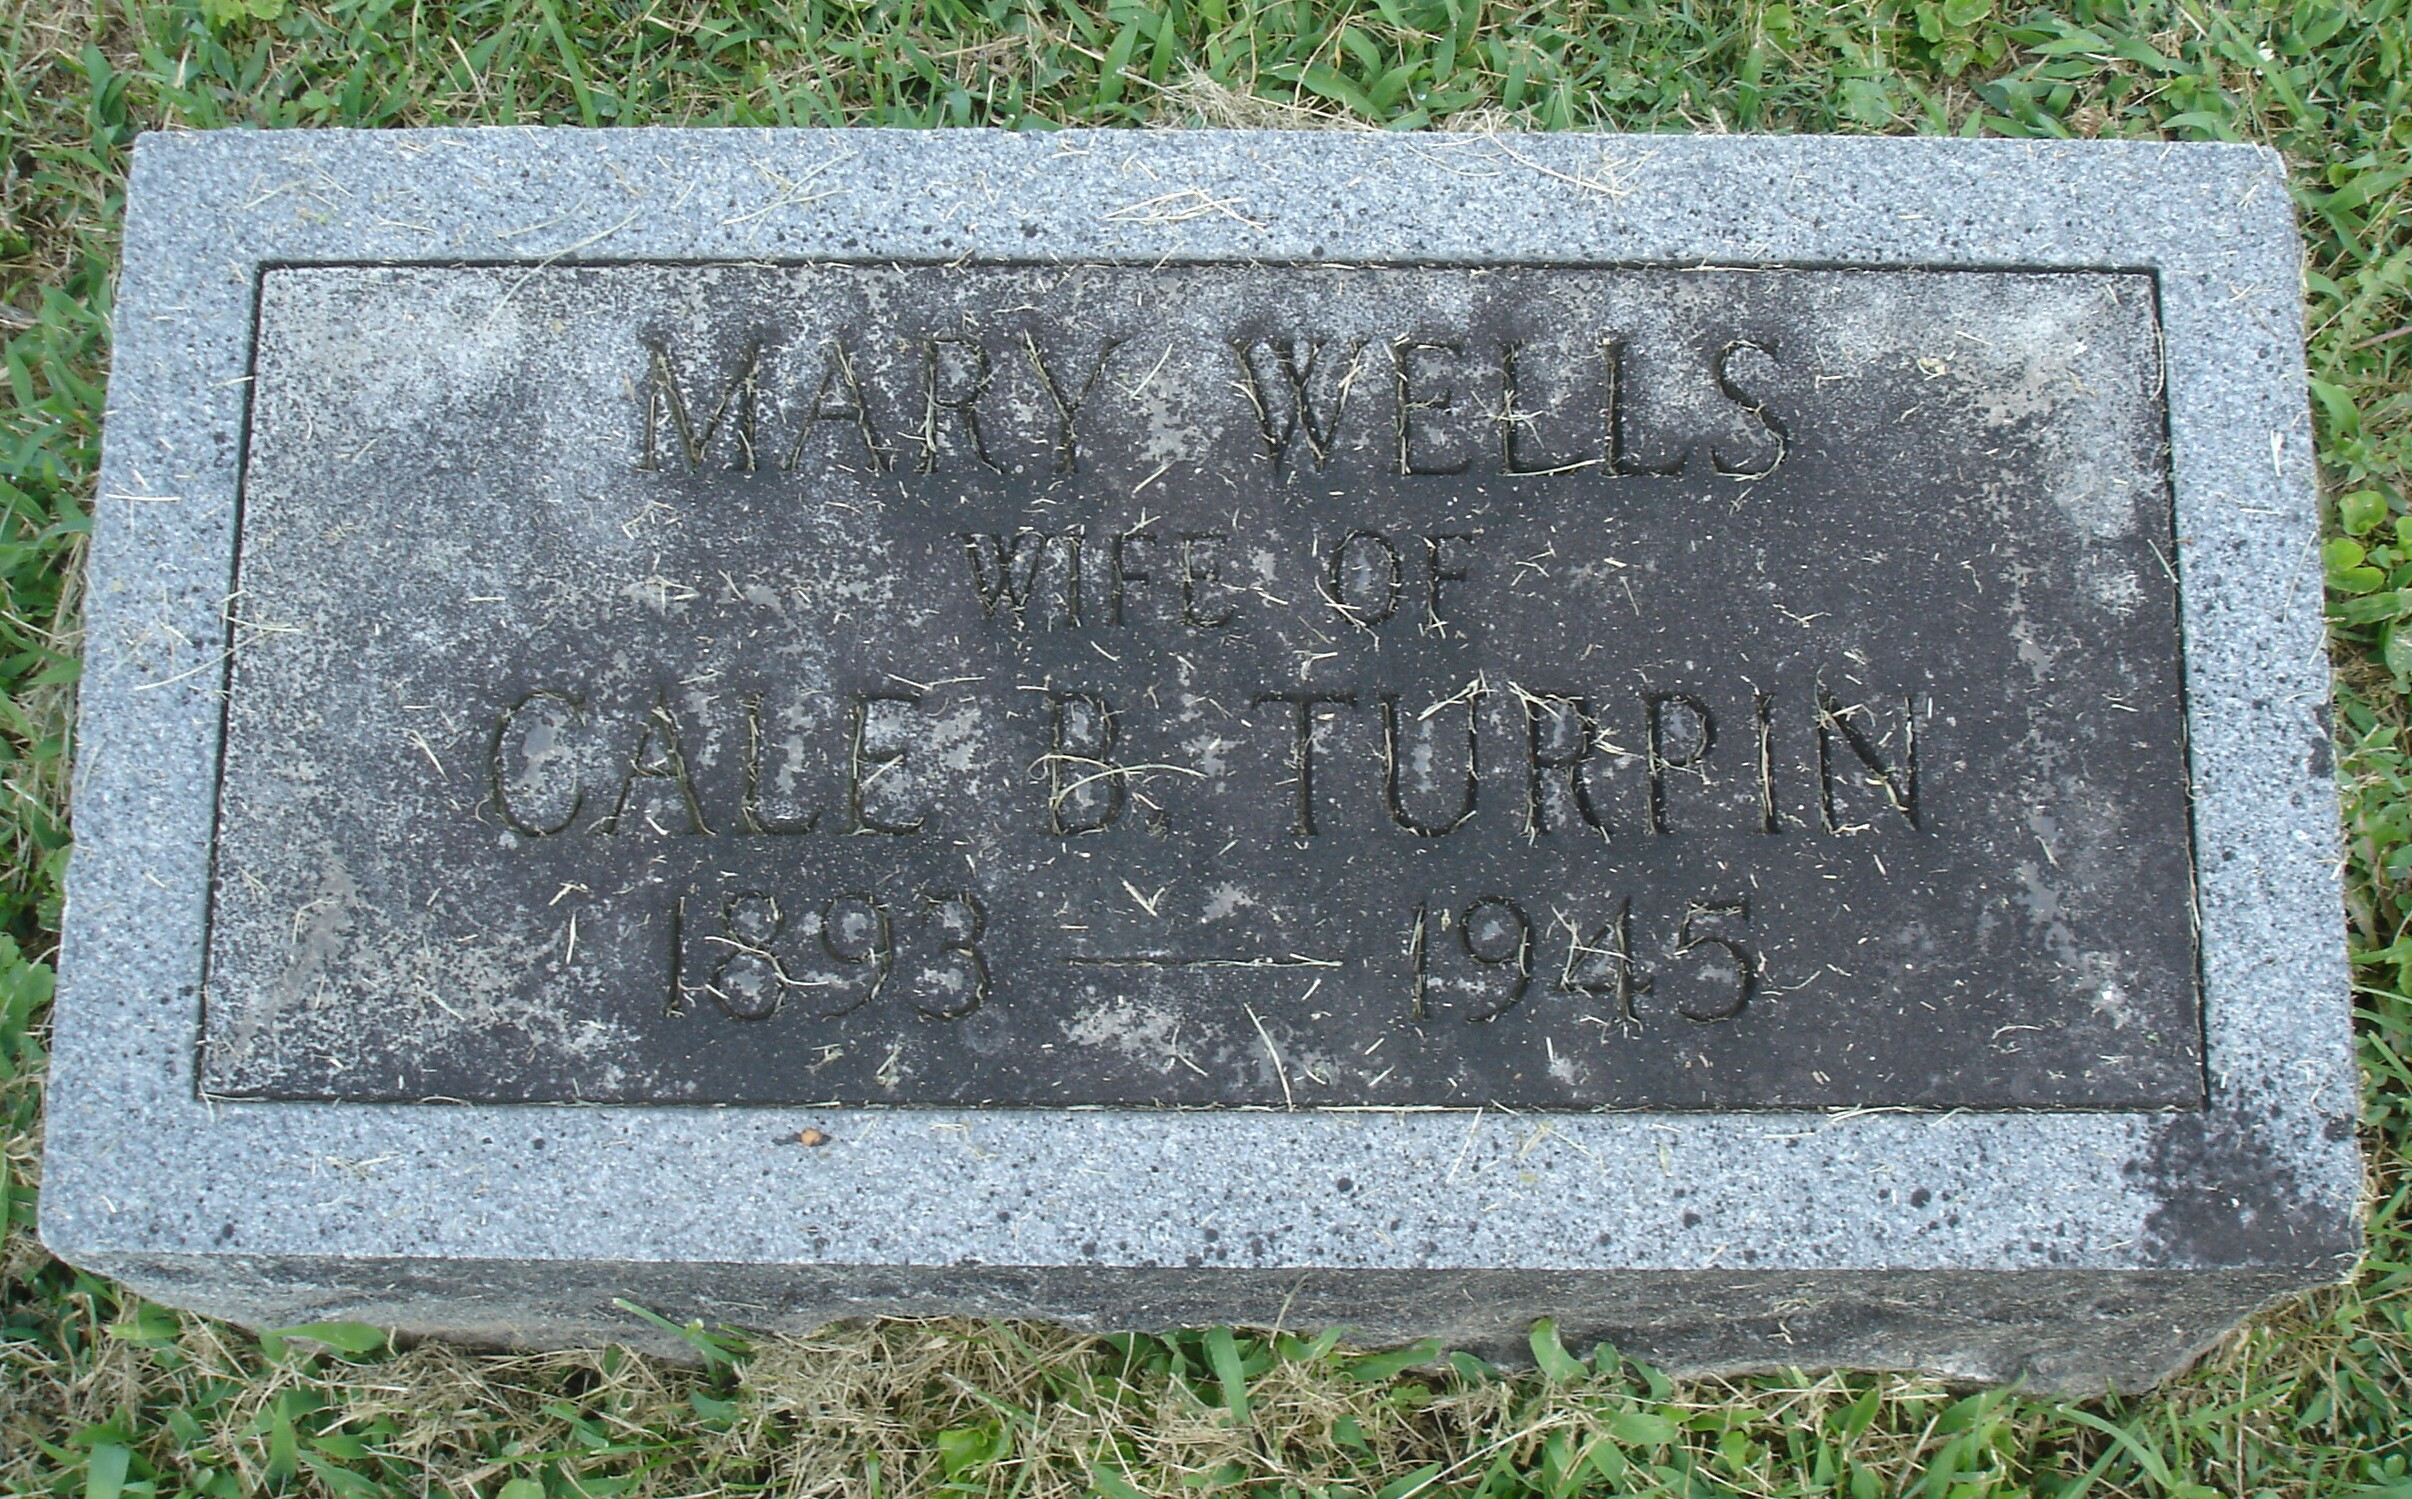 MARY WELLS
WIFE OF
CALE B. TURPIN
1893 — 1945